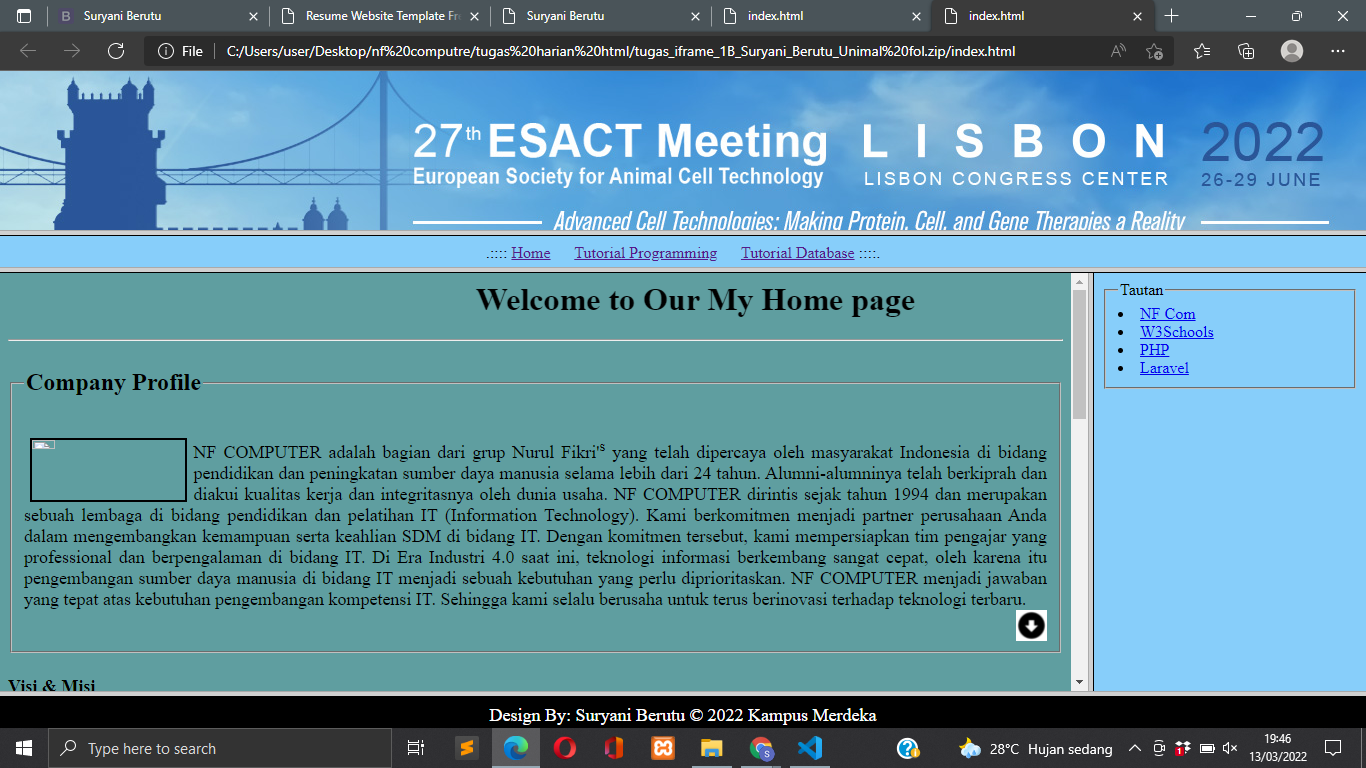 Suryani Berutu
Resume Website Template Fr
Suryani Berutu
index.html
index.html
File
C:/Users/user/Desktop/nf%20computre/tugas%20harian%20html/tugas_iframe_1B_Suryani_Berutu_Unimal%20fol.zip/index.html
27th ESACT Meeting
European Society for Animal Cell Technology
LISBON
LISBON CONGRESS CENTER
2022
26-29 JUNE
Advanced Cell Technologies: Making Protein, Cell, and Gene Therapies a Reality
.:::: Home Tutorial Programming Tutorial Database ::::.
Welcome to Our My Home page
Company Profile
NF COMPUTER adalah bagian dari grup Nurul Fikri's yang telah dipercaya oleh masyarakat Indonesia di bidang
pendidikan dan peningkatan sumber daya manusia selama lebih dari 24 tahun. Alumni-alumninya telah berkiprah dan
diakui kualitas kerja dan integritasnya oleh dunia usaha. NF COMPUTER dirintis sejak tahun 1994 dan merupakan
sebuah lembaga di bidang pendidikan dan pelatihan IT (Information Technology). Kami berkomitmen menjadi partner perusahaan Anda
dalam mengembangkan kemampuan serta keahlian SDM di bidang IT. Dengan komitmen tersebut, kami mempersiapkan tim pengajar yang
professional dan berpengalaman di bidang IT. Di Era Industri 4.0 saat ini, teknologi informasi berkembang sangat cepat, oleh karena itu
pengembangan sumber daya manusia di bidang IT menjadi sebuah kebutuhan yang perlu diprioritaskan. NF COMPUTER menjadi jawaban
yang tepat atas kebutuhan pengembangan kompetensi IT. Sehingga kami selalu berusaha untuk terus berinovasi terhadap teknologi terbaru.
Visi & Misi
Tautan
NF Com
W3Schools
PHP
Laravel
Design By: Suryani Berutu © 2022 Kampus Merdeka
Type here to search
28°C Hujan sedang
19:46
13/03/2022